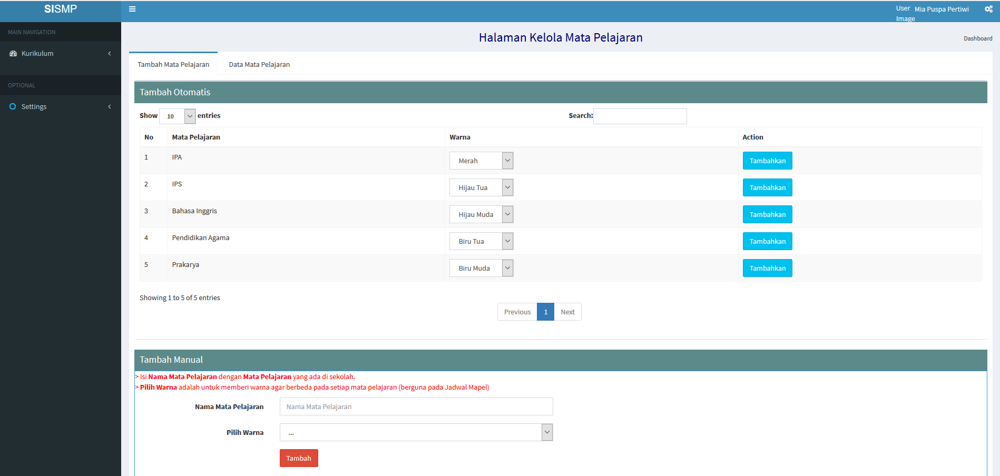 SISMP
User Image Mia Puspa Pertiwi
MAIN NAVIGATION
Kurikulum
OPTIONAL
Settings
Halaman Kelola Mata Pelajaran
Dashboard
Tambah Mata Pelajaran Data Mata Pelajaran
Tambah Otomatis
Show 10 entries Search:
No Mata Pelajaran Warna Action
1 IPA Merah Tambahkan
2 IPS Hijau Tua Tambahkan
3 Bahasa Inggris Hijau Muda Tambahkan
4 Pendidikan Agama Biru Tua Tambahkan
5 Prakarya Biru Muda Tambahkan
Showing 1 to 5 of 5 entries
Previous 1 Next
Tambah Manual
> Isi Nama Mata Pelajaran dengan Mata Pelajaran yang ada di sekolah.
> Pilih Warna adalah untuk memberi warna agar berbeda pada setiap mata pelajaran (berguna pada Jadwal Mapel)
Nama Mata Pelajaran Nama Mata Pelajaran
Pilih Warna ...
Tambah